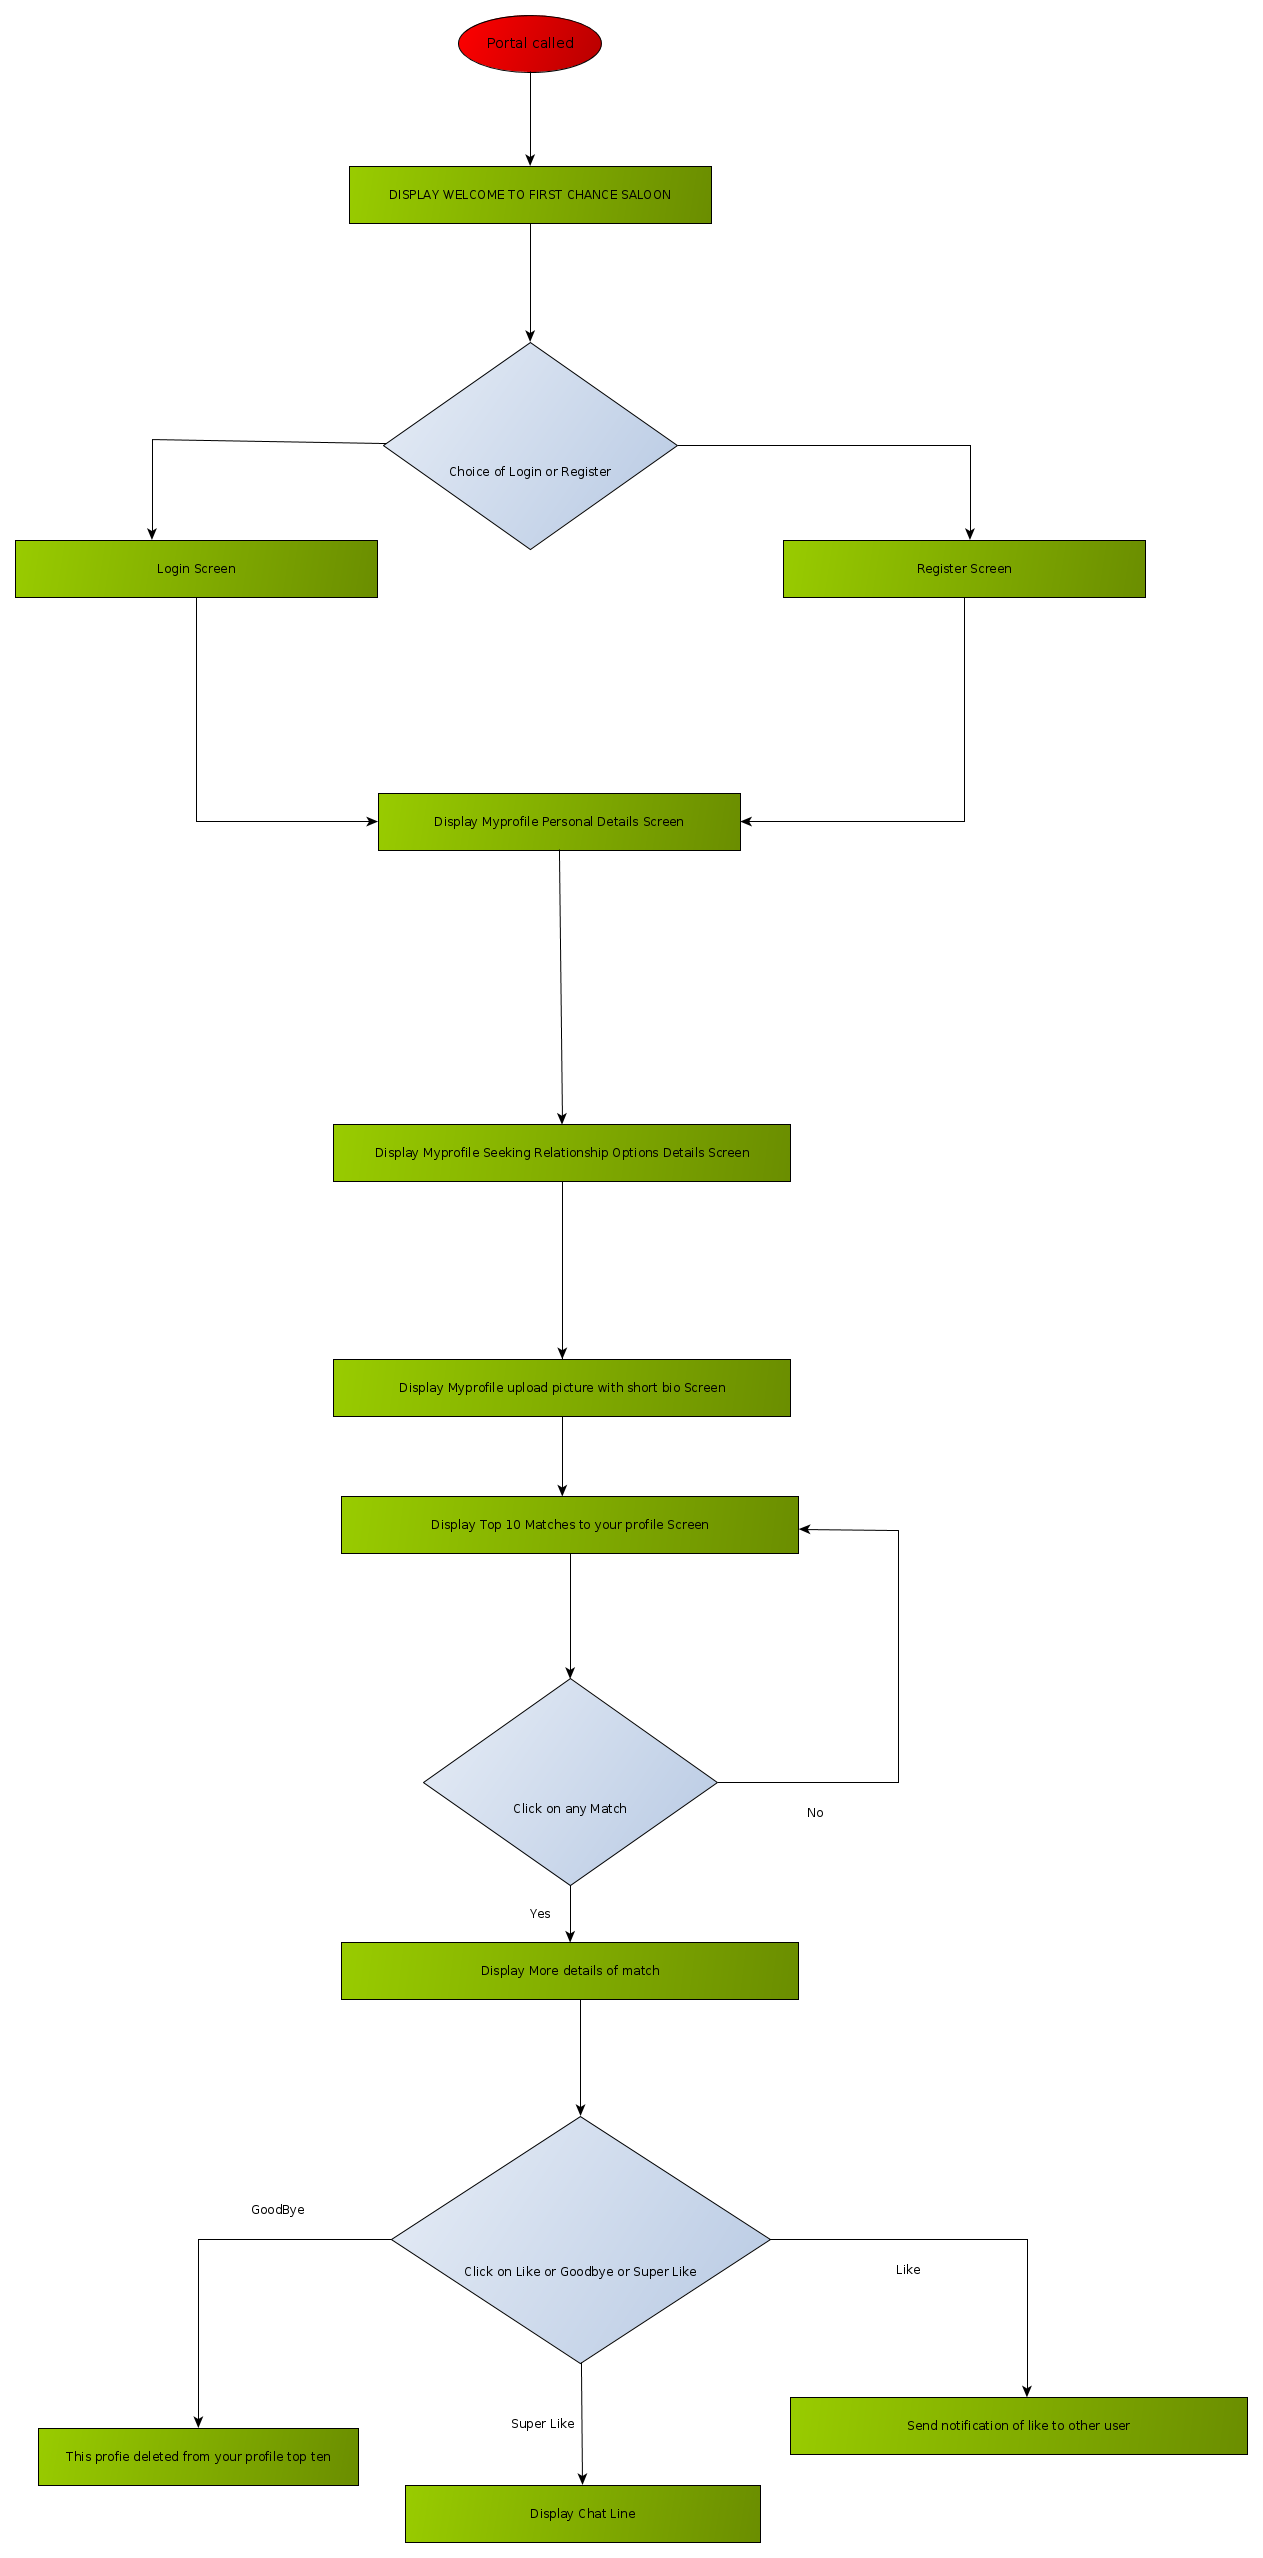 Portal called
DISPLAY WELCOME TO FIRST CHANCE SALOON
Choice of Login or Register
Login Screen
Register Screen
Display Myprofile Personal Details Screen
Display Myprofile Seeking Relationship Options Details Screen
Display Myprofile upload picture with short bio Screen
Display Top 10 Matches to your profile Screen
Click on any Match
No
Yes
Display More details of match
GoodBye
Click on Like or Goodbye or Super Like
Like
Super Like
Send notification of like to other user
This profie deleted from your profile top ten
Display Chat Line